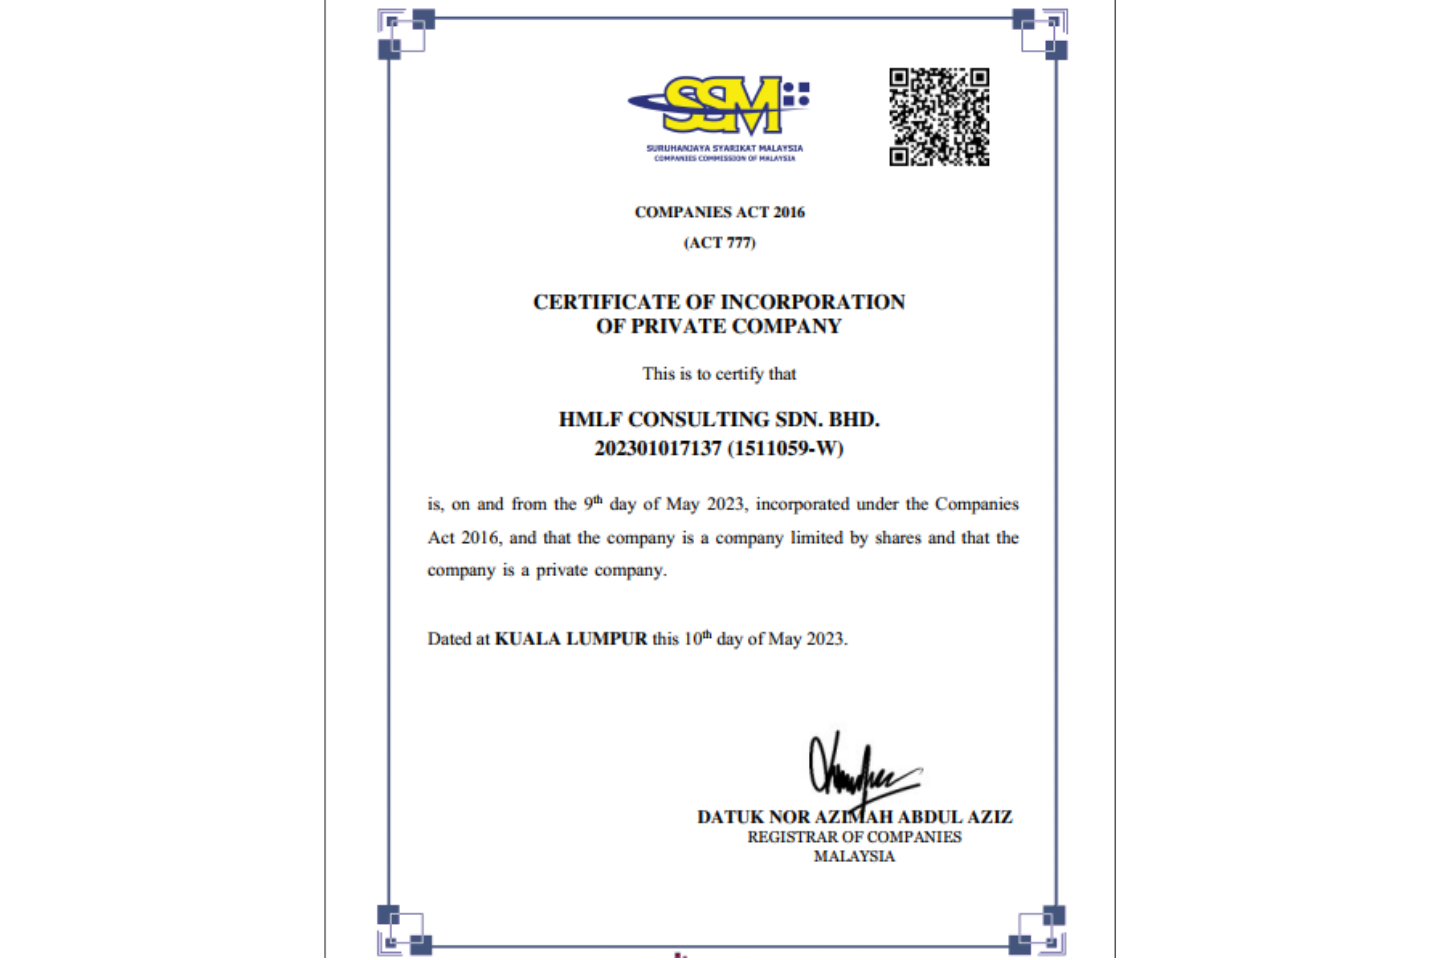 SSM
SURUHANJAYA SYARIKAT MALAYSIA
COMPANIES COMMISSION OF MALAYSIA
COMPANIES ACT 2016
(ACT 777)
CERTIFICATE OF INCORPORATION
OF PRIVATE COMPANY
This is to certify that
HMLF CONSULTING SDN. BHD.
202301017137 (1511059-W)
is, on and from the 9th day of May 2023, incorporated under the Companies
Act 2016, and that the company is a company limited by shares and that the
company is a private company.
Dated at KUALA LUMPUR this 10th day of May 2023.
DATUK NOR AZIMAH ABDUL AZIZ
REGISTRAR OF COMPANIES
MALAYSIA